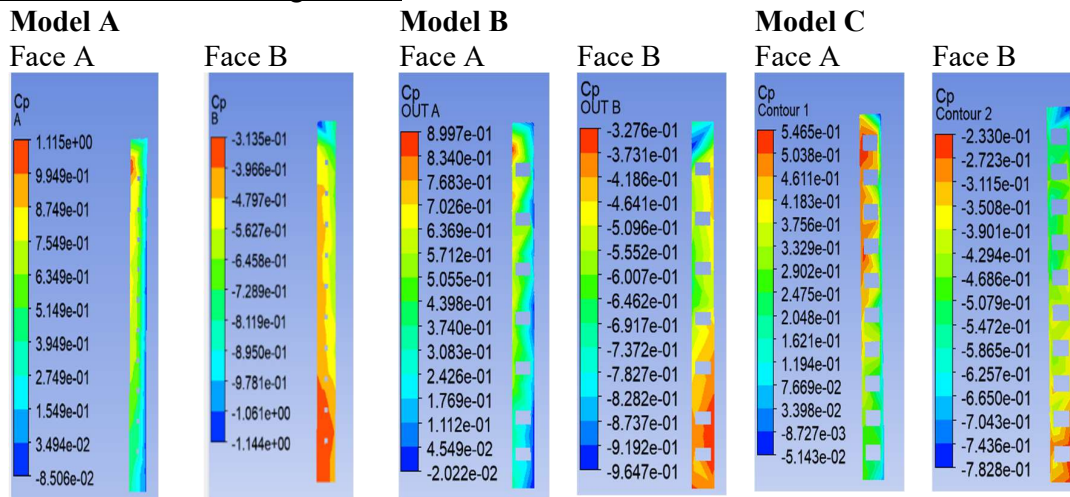 Model A
Model B
Model C
Face A
Face B
Face A
Face B
Face A
Face B
Cp
A
1.115e+00
9.949e-01
8.749e-01
7.549e-01
6.349e-01
5.149e-01
3.949e-01
2.749e-01
1.549e-01
3.494e-02
-8.506e-02
Cp
B
-3.135e-01
-3.966e-01
-4.797e-01
-5.627e-01
-6.458e-01
-7.289e-01
-8.119e-01
-8.950e-01
-9.781e-01
-1.061e+00
-1.144e+00
Cp
OUT A
8.997e-01
8.340e-01
7.683e-01
7.026e-01
6.369e-01
5.712e-01
5.055e-01
4.398e-01
3.740e-01
3.083e-01
2.426e-01
1.769e-01
1.112e-01
4.549e-02
-2.022e-02
Cp
OUT B
-3.276e-01
-3.731e-01
-4.186e-01
-4.641e-01
-5.096e-01
-5.552e-01
-6.007e-01
-6.462e-01
-6.917e-01
-7.372e-01
-7.827e-01
-8.282e-01
-8.737e-01
-9.192e-01
-9.647e-01
Cp
Contour 1
5.465e-01
5.038e-01
4.611e-01
4.183e-01
3.756e-01
3.329e-01
2.902e-01
2.475e-01
2.048e-01
1.621e-01
1.194e-01
7.669e-02
3.398e-02
-8.727e-03
-5.143e-02
Cp
Contour 2
-2.330e-01
-2.723e-01
-3.115e-01
-3.508e-01
-3.901e-01
-4.294e-01
-4.686e-01
-5.079e-01
-5.472e-01
-5.865e-01
-6.257e-01
-6.650e-01
-7.043e-01
-7.436e-01
-7.828e-01